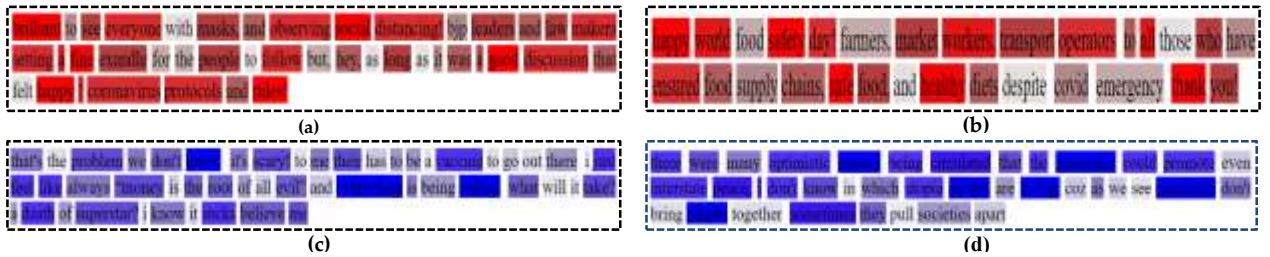 brilliant to see everyone with masks, and observing social distancing! bjp leaders and law makers
setting a fine examlle for the people to follow but, hey, as long as it was a good discussion that
felt happy ! coronavirus protocols and rules!
(a)
happy world food safety day! farmers, market workers, transport operators to all those who have
ensured food supply chains, safe food, and healthy diets despite covid emergency thank you!
(b)
that's the problem we don't it's scary! to me there has to be a vaccine to go out there i just
feel like always "money is the root of all evil" and everything is being what will it take?
a death of superstar? i know it sucks believe me
(c)
there were many optimistic being circulated that the could promote even
interstate peace, I don't know in which utopia are coz as we see don't
bring together sometimes they pull societies apart
(d)